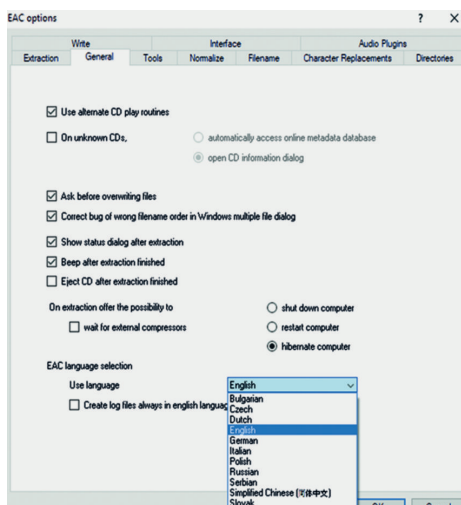 EAC options ? X
Write Interface Audio Plugins
Extraction General Tools Normalize Filename Character Replacements Directories
Use alternate CD play routines
On unknown CDs, automatically access online metadata database
open CD information dialog
Ask before overwriting files
Correct bug of wrong filename order in Windows multiple file dialog
Show status dialog after extraction
Beep after extraction finished
Eject CD after extraction finished
On extraction offer the possibility to shut down computer
wait for external compressors restart computer
hibernate computer
EAC language selection
Use language English
Bulgarian
Create log files always in english
Czech
Dutch
English
German
Italian
Polish
Russian
Serbian
Simplified Chinese (简体中文)
Slovak